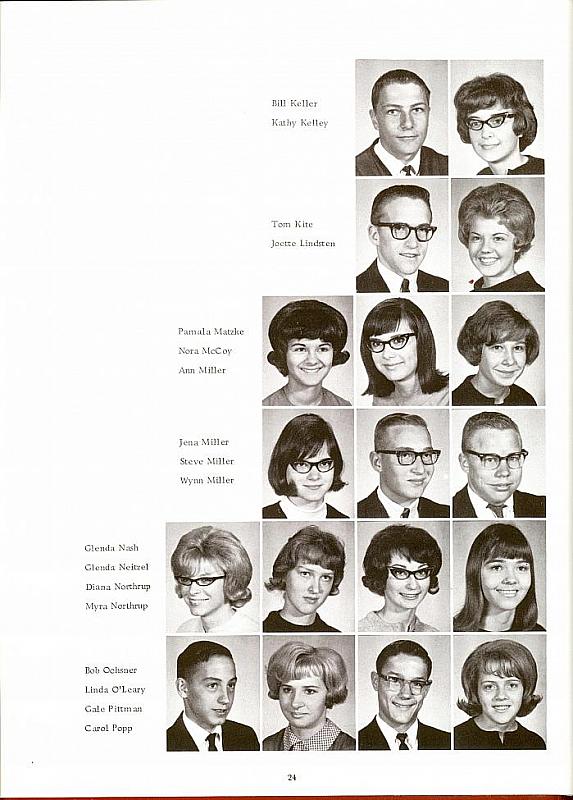 Bill Keller
Kathy Kelley
Tom Kite
Joette Lindsten
Pamala Matzke
Nora McCoy
Ann Miller
Jena Miller
Steve Miller
Wynn Miller
Glenda Nash
Glenda Neitzel
Diana Northrup
Myra Northrup
Bob Ochsner
Linda O'Leary
Gale Pittman
Carol Popp
24